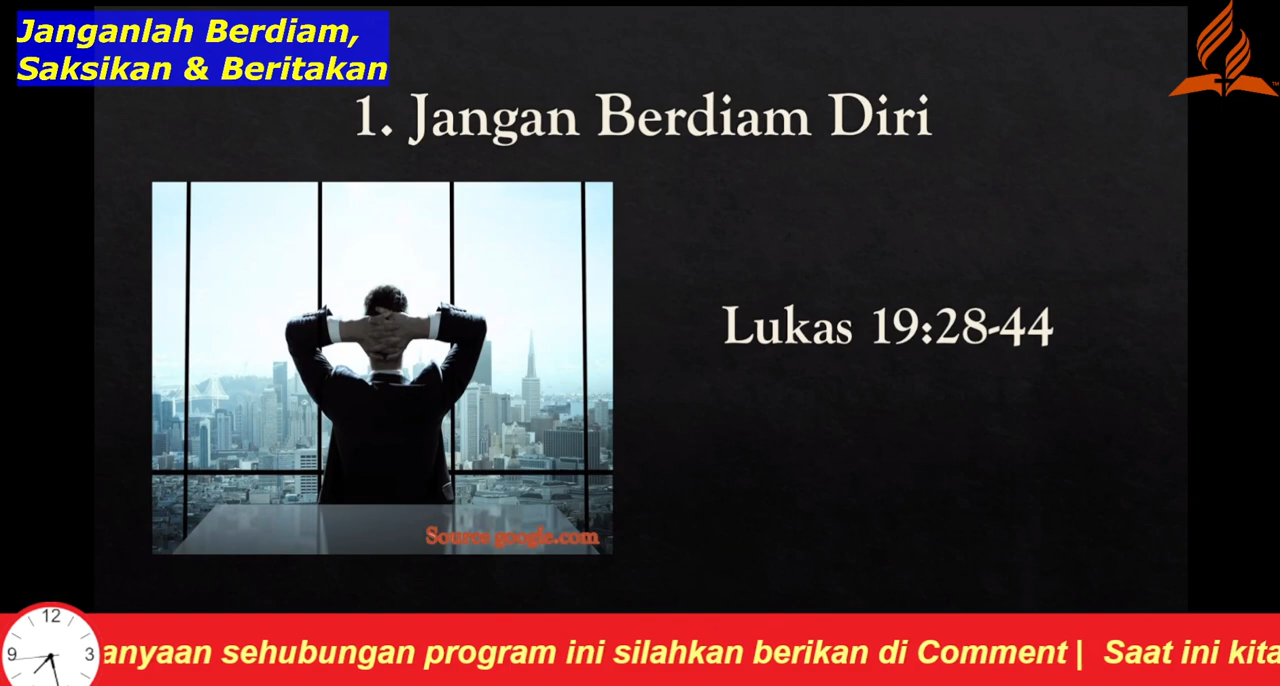 Janganlah Berdiam,
Saksikan & Beritakan
1. Jangan Berdiam Diri
Lukas 19:28-44
Source google.com
12
9
3
anyaan sehubungan program ini silahkan berikan di Comment | Saat ini kita